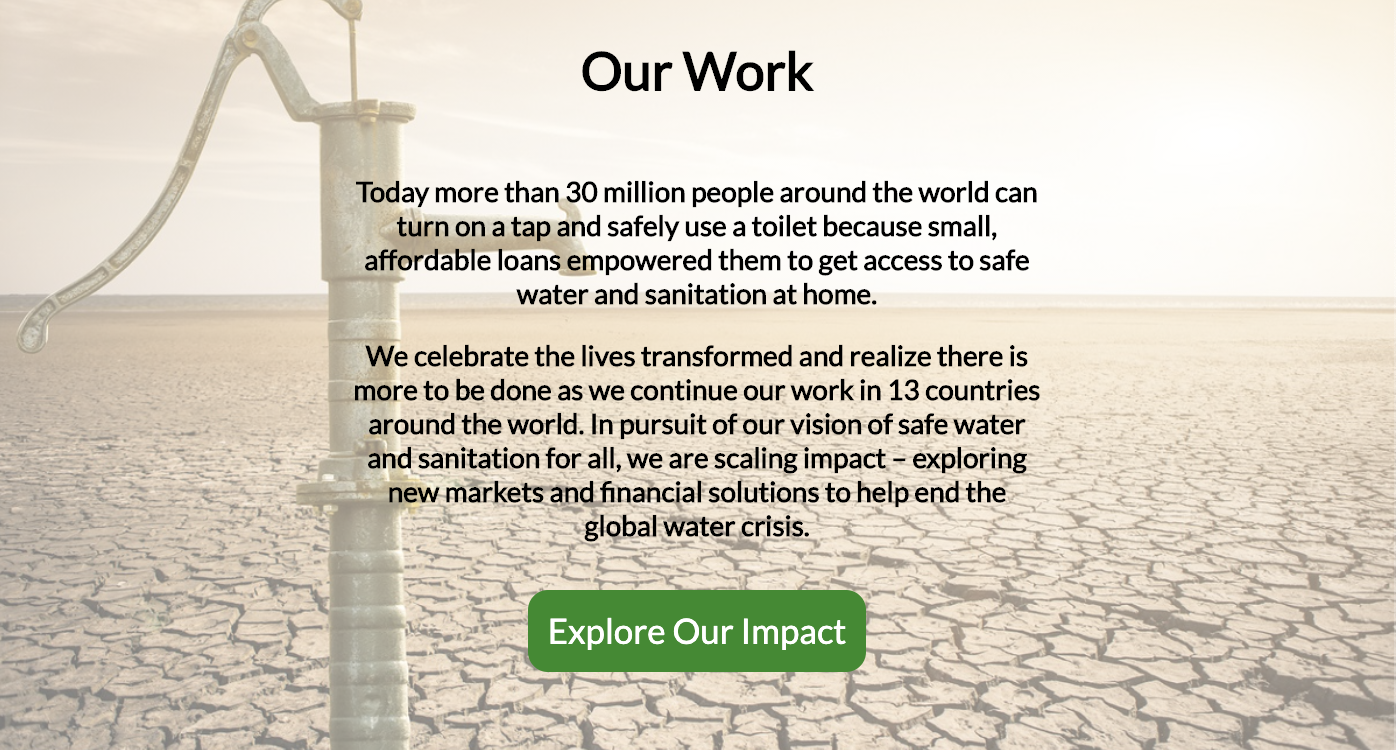 Our Work
Today more than 30 million people around the world can
turn on a tap and safely use a toilet because small,
affordable loans empowered them to get access to safe
water and sanitation at home.
We celebrate the lives transformed and realize there is
more to be done as we continue our work in 13 countries
around the world. In pursuit of our vision of safe water
and sanitation for all, we are scaling impact – exploring
new markets and financial solutions to help end the
global water crisis.
Explore Our Impact